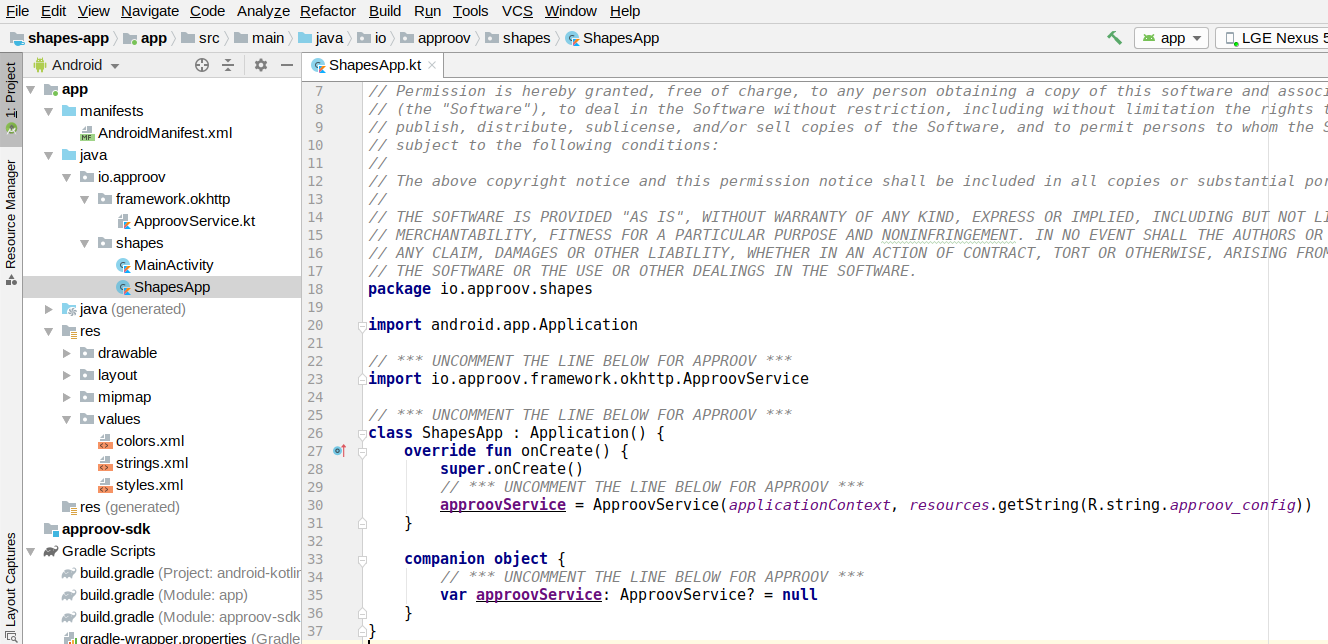 File Edit View Navigate Code Analyze Refactor Build Run Tools VCS Window Help
shapes-app app src main java io approov shapes ShapesApp app LGE Nexus 5
1: Project
Resource Manager
Layout Captures
Android
app
manifests
AndroidManifest.xml
java
io.approov
framework.okhttp
ApproovService.kt
shapes
MainActivity
ShapesApp
java (generated)
res
drawable
layout
mipmap
values
colors.xml
strings.xml
styles.xml
res (generated)
approov-sdk
Gradle Scripts
build.gradle (Project: android-kotlin
build.gradle (Module: app)
build.gradle (Module: approov-sdk
gradle-wrapper.properties (Gradle
ShapesApp.kt
7 // Permission is hereby granted, free of charge, to any person obtaining a copy of this software and associ
8 // (the "Software"), to deal in the Software without restriction, including without limitation the rights t
9 // publish, distribute, sublicense, and/or sell copies of the Software, and to permit persons to whom the S
10 // subject to the following conditions:
11 //
12 // The above copyright notice and this permission notice shall be included in all copies or substantial por
13 //
14 // THE SOFTWARE IS PROVIDED "AS IS", WITHOUT WARRANTY OF ANY KIND, EXPRESS OR IMPLIED, INCLUDING BUT NOT LI
15 // MERCHANTABILITY, FITNESS FOR A PARTICULAR PURPOSE AND NONINFRINGEMENT. IN NO EVENT SHALL THE AUTHORS OR
16 // ANY CLAIM, DAMAGES OR OTHER LIABILITY, WHETHER IN AN ACTION OF CONTRACT, TORT OR OTHERWISE, ARISING FROM
17 // THE SOFTWARE OR THE USE OR OTHER DEALINGS IN THE SOFTWARE.
18 package io.approov.shapes
19
20 import android.app.Application
21
22 // *** UNCOMMENT THE LINE BELOW FOR APPROOV ***
23 import io.approov.framework.okhttp.ApproovService
24
25 // *** UNCOMMENT THE LINE BELOW FOR APPROOV ***
26 class ShapesApp : Application() {
27 override fun onCreate() {
28 super.onCreate()
29 // *** UNCOMMENT THE LINE BELOW FOR APPROOV ***
30 approovService = ApproovService(applicationContext, resources.getString(R.string.approov_config))
31 }
32
33 companion object {
34 // *** UNCOMMENT THE LINE BELOW FOR APPROOV ***
35 var approovService: ApproovService? = null
36 }
37 }